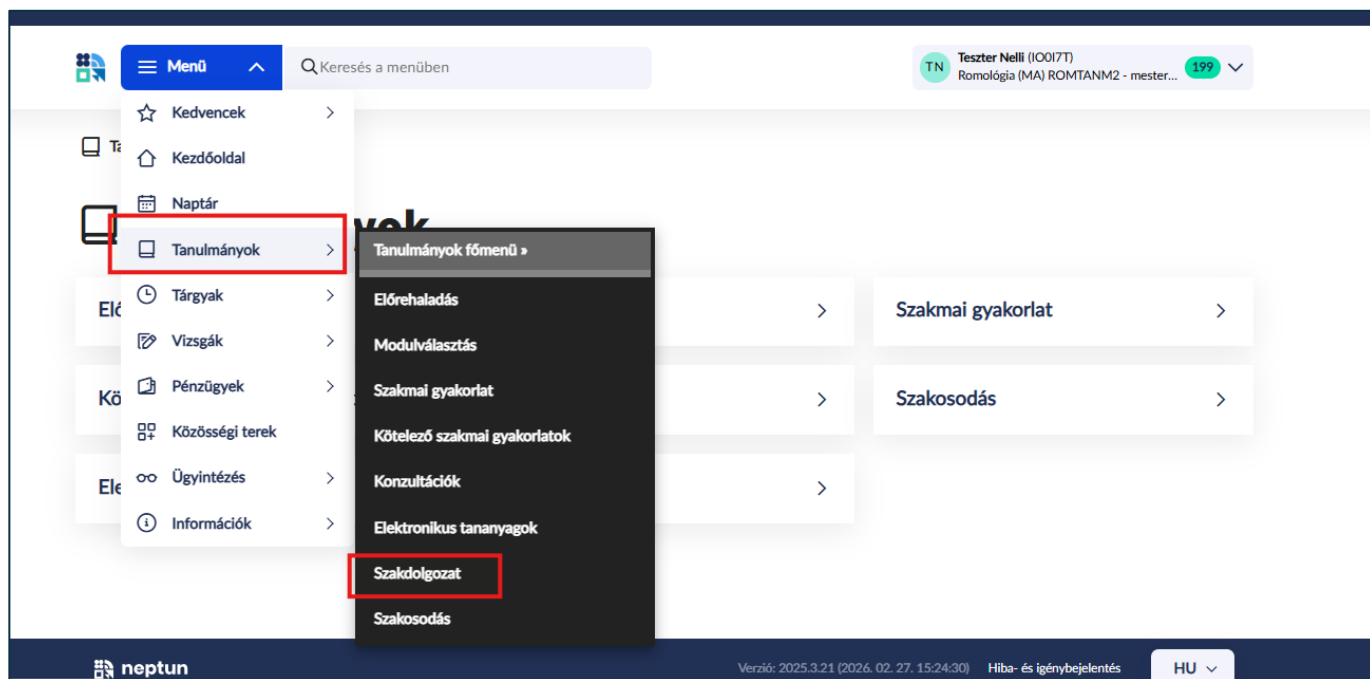 Menü
Keresés a menüben
TN
Teszter Nelli (IO0I7T)
Romológia (MA) ROMTANM2 - mester...
199
Kedvencek
Kezdőoldal
Naptár
Tanulmányok
Tárgyak
Vizsgák
Pénzügyek
Közösségi terek
Ügyintézés
Információk
Tanulmányok főmenü »
Előrehaladás
Modulválasztás
Szakmai gyakorlat
Kötelező szakmai gyakorlatok
Konzultációk
Elektronikus tananyagok
Szakdolgozat
Szakosodás
Szakmai gyakorlat
Szakosodás
neptun
Verzió: 2025.3.21 (2026. 02. 27. 15:24:30)
Hiba- és igénybejelentés
HU